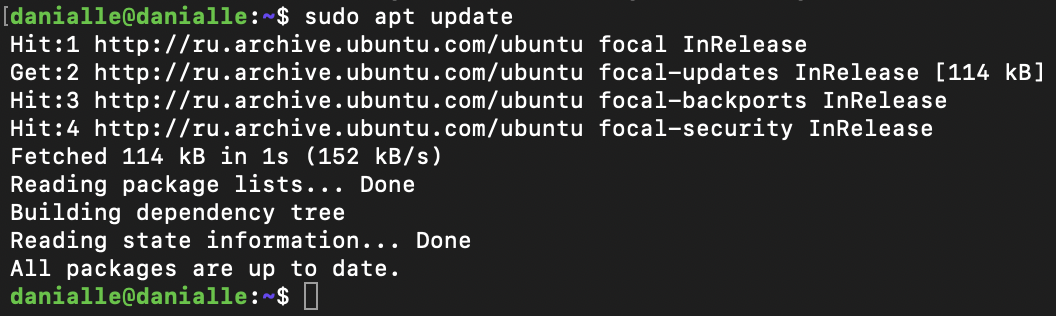 [danialle@danialle:~$ sudo apt update
Hit:1 http://ru.archive.ubuntu.com/ubuntu focal InRelease
Get:2 http://ru.archive.ubuntu.com/ubuntu focal-updates InRelease [114 kB]
Hit:3 http://ru.archive.ubuntu.com/ubuntu focal-backports InRelease
Hit:4 http://ru.archive.ubuntu.com/ubuntu focal-security InRelease
Fetched 114 kB in 1s (152 kB/s)
Reading package lists... Done
Building dependency tree
Reading state information... Done
All packages are up to date.
danialle@danialle:~$